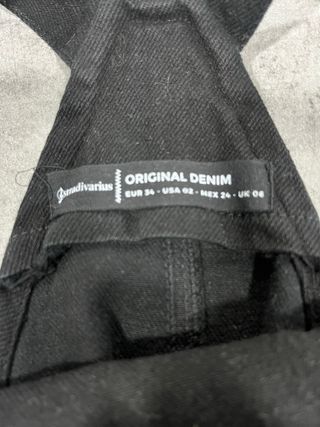 Stradivarius
ORIGINAL DENIM
EUR 34 - USA 02 - MEX 24 - UK 06